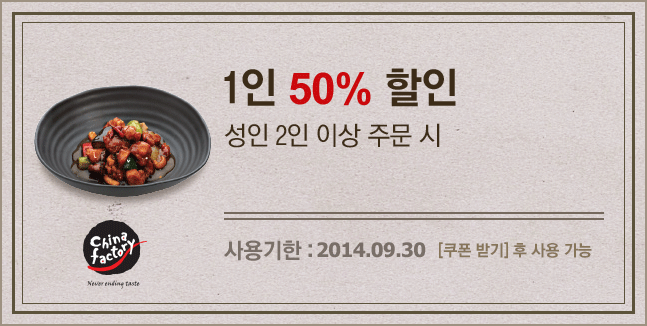 1인 50% 할인
성인 2인 이상 주문 시
China
factory
Never ending taste
사용기한 : 2014.09.30 [쿠폰 받기] 후 사용 가능